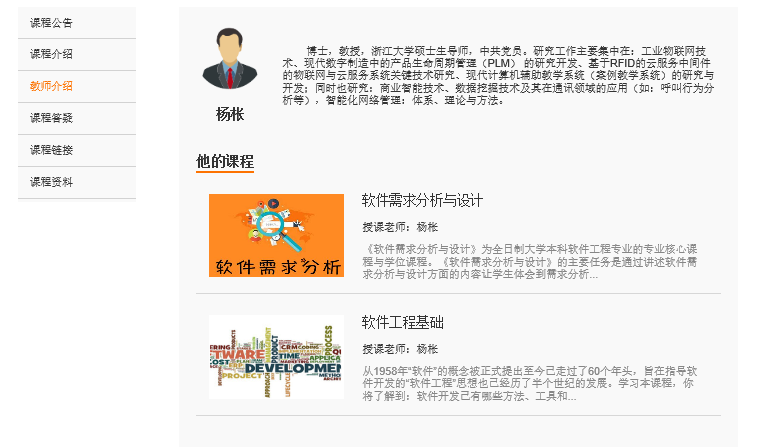 课程公告
课程介绍
教师介绍
课程答疑
课程链接
课程资料
杨枨
博士，教授，浙江大学硕士生导师，中共党员。研究工作主要集中在：工业物联网技
术、现代数字制造中的产品生命周期管理（PLM） 的研究开发、基于RFID的云服务中间件
的物联网与云服务系统关键技术研究、现代计算机辅助教学系统（案例教学系统）的研究与
开发；同时也研究：商业智能技术、数据挖掘技术及其在通讯领域的应用（如：呼叫行为分
析等），智能化网络管理：体系、理论与方法。
他的课程
软件需求分析
软件需求分析与设计
授课老师：杨枨
《软件需求分析与设计》为全日制大学本科软件工程专业的专业核心课
程与学位课程。《软件需求分析与设计》的主要任务是通过讲述软件需
求分析与设计方面的内容让学生体会到需求分析...
TWARE
CRM
TIME
PRODUCT
PROCESS
DEVELOPMEN
PROJECT
MARKETING
LIFECYCLE
软件工程基础
授课老师：杨枨
从1958年“软件”的概念被正式提出至今已走过了60个年头，旨在指导软
件开发的“软件工程”思想也已经历了半个世纪的发展。学习本课程，你
将了解到：软件开发已有哪些方法、工具和...